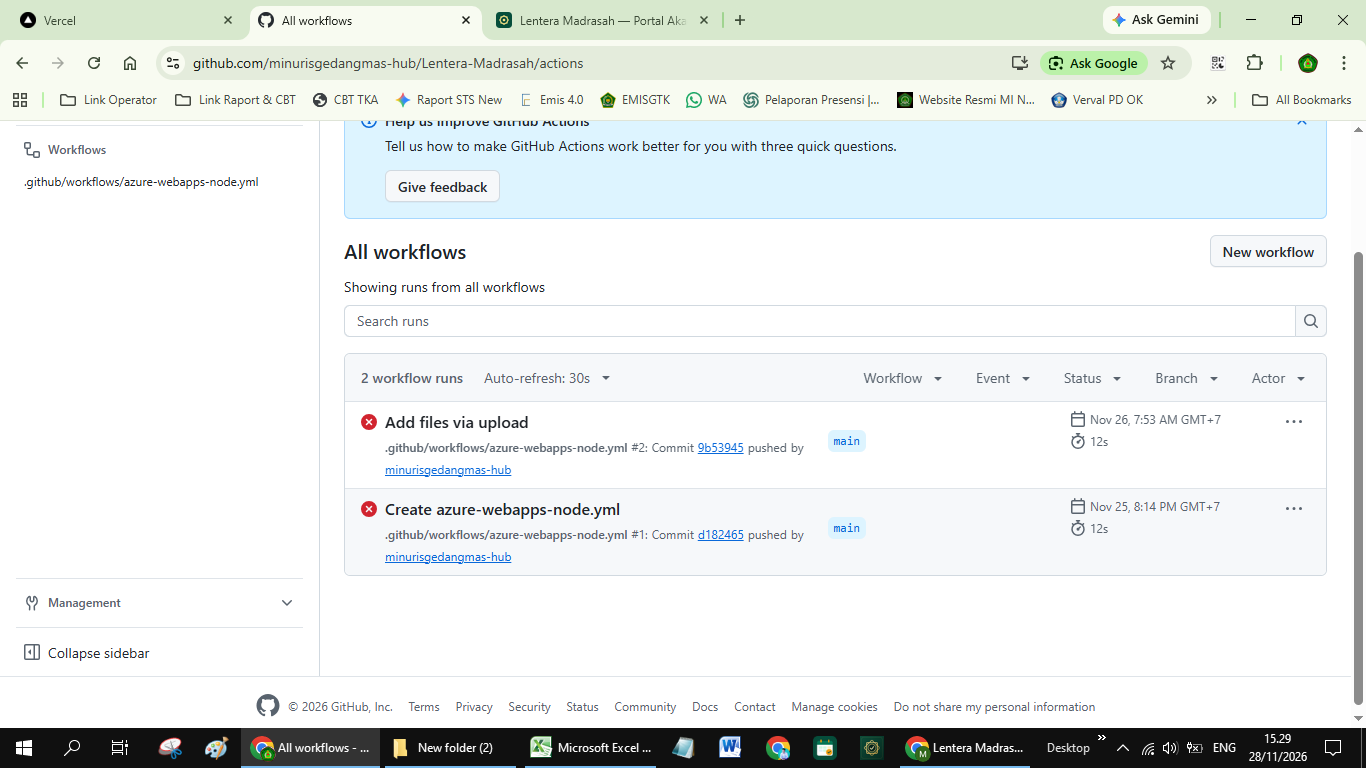 Vercel
All workflows
Lentera Madrasah — Portal Aka
Ask Gemini
github.com/minurisgedangmas-hub/Lentera-Madrasah/actions
Ask Google
Link Operator
Link Raport & CBT
CBT TKA
Raport STS New
Emis 4.0
EMISGTK
WA
Pelaporan Presensi |...
Website Resmi MI N...
Verval PD OK
All Bookmarks
Workflows
.github/workflows/azure-webapps-node.yml
Management
Collapse sidebar
Help us improve GitHub Actions
Tell us how to make GitHub Actions work better for you with three quick questions.
Give feedback
All workflows
New workflow
Showing runs from all workflows
Search runs
2 workflow runs
Auto-refresh: 30s
Workflow
Event
Status
Branch
Actor
Add files via upload
.github/workflows/azure-webapps-node.yml #2: Commit 9b53945 pushed by
minurisgedangmas-hub
main
Nov 26, 7:53 AM GMT+7
12s
Create azure-webapps-node.yml
.github/workflows/azure-webapps-node.yml #1: Commit d182465 pushed by
minurisgedangmas-hub
main
Nov 25, 8:14 PM GMT+7
12s
© 2026 GitHub, Inc.
Terms
Privacy
Security
Status
Community
Docs
Contact
Manage cookies
Do not share my personal information
All workflows - ...
New folder (2)
Microsoft Excel ...
Lentera Madras...
Desktop
ENG
15.29
28/11/2026